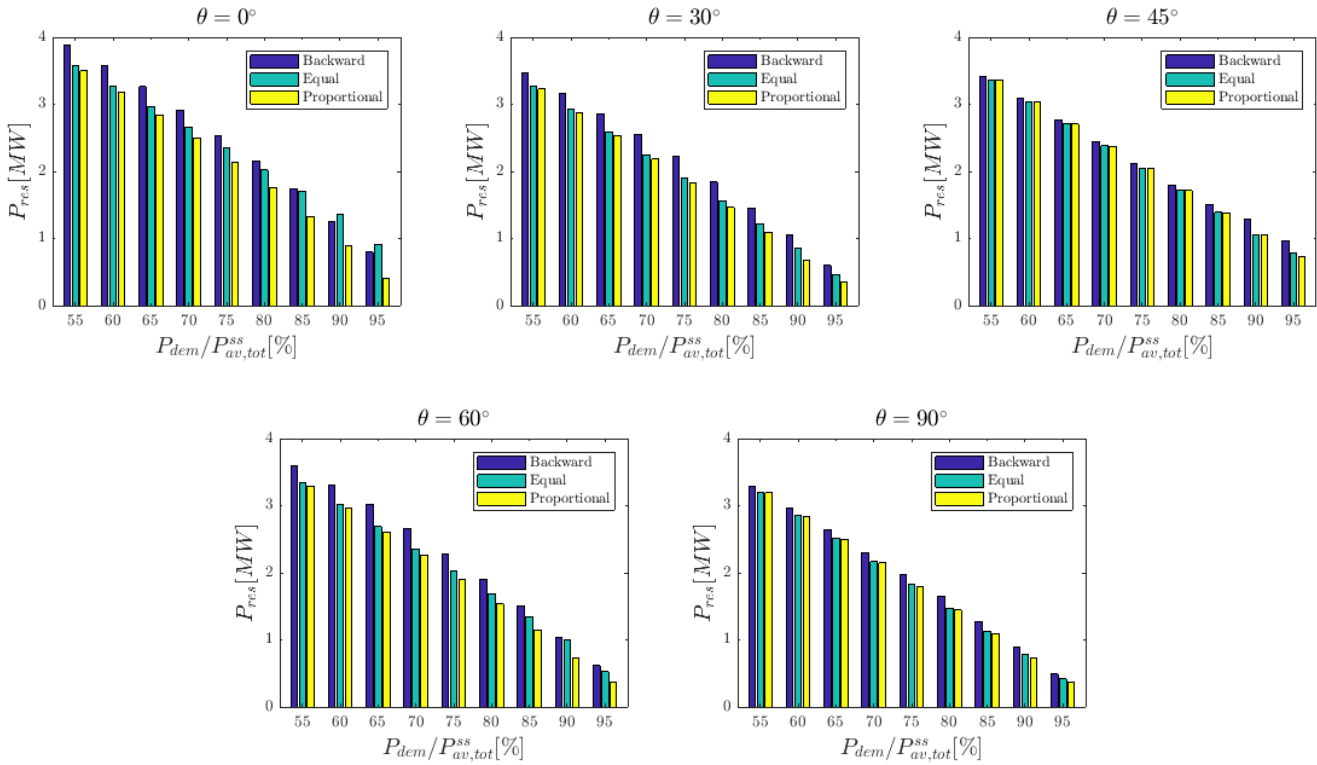 θ = 0°
4
3
2
1
0
P_res[MW]
Backward
Equal
Proportional
55 60 65 70 75 80 85 90 95
P_dem/P^ss_av,tot[%]
θ = 30°
4
3
2
1
0
P_res[MW]
Backward
Equal
Proportional
55 60 65 70 75 80 85 90 95
P_dem/P^ss_av,tot[%]
θ = 45°
4
3
2
1
0
P_res[MW]
Backward
Equal
Proportional
55 60 65 70 75 80 85 90 95
P_dem/P^ss_av,tot[%]
θ = 60°
4
3
2
1
0
P_res[MW]
Backward
Equal
Proportional
55 60 65 70 75 80 85 90 95
P_dem/P^ss_av,tot[%]
θ = 90°
4
3
2
1
0
P_res[MW]
Backward
Equal
Proportional
55 60 65 70 75 80 85 90 95
P_dem/P^ss_av,tot[%]